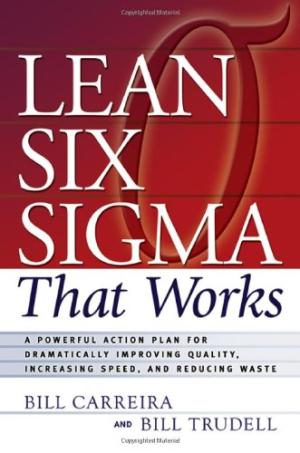 LEAN
SIX
SIGMA
That Works
A POWERFUL ACTION PLAN FOR
DRAMATICALLY IMPROVING QUALITY,
INCREASING SPEED, AND REDUCING WASTE
BILL CARREIRA
AND BILL TRUDELL